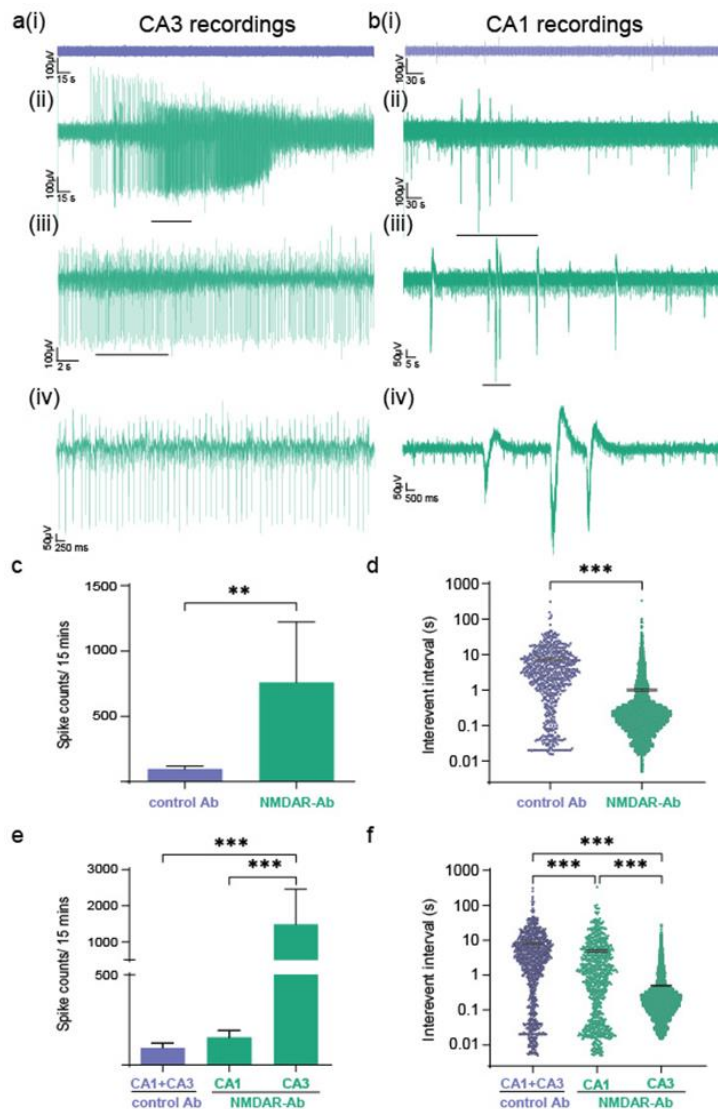 a(i) CA3 recordings b(i) CA1 recordings
100µV 15 s
100µV 30 s
(ii) (ii)
100µV 15 s
100µV 30 s
(iii) (iii)
100µV 2 s
50µV 5 s
(iv) (iv)
50µV 250 ms
50µV 500 ms
c
Spike counts/ 15 mins
1500
1000
500
**
control Ab NMDAR-Ab
d
Interevent interval (s)
1000
100
10
1
0.1
0.01
***
control Ab NMDAR-Ab
e
Spike counts/ 15 mins
3000
2000
1000
500
***
***
CA1+CA3 CA1 CA3
control Ab NMDAR-Ab
f
Interevent interval (s)
1000
100
10
1
0.1
0.01
***
*** ***
CA1+CA3 CA1 CA3
control Ab NMDAR-Ab